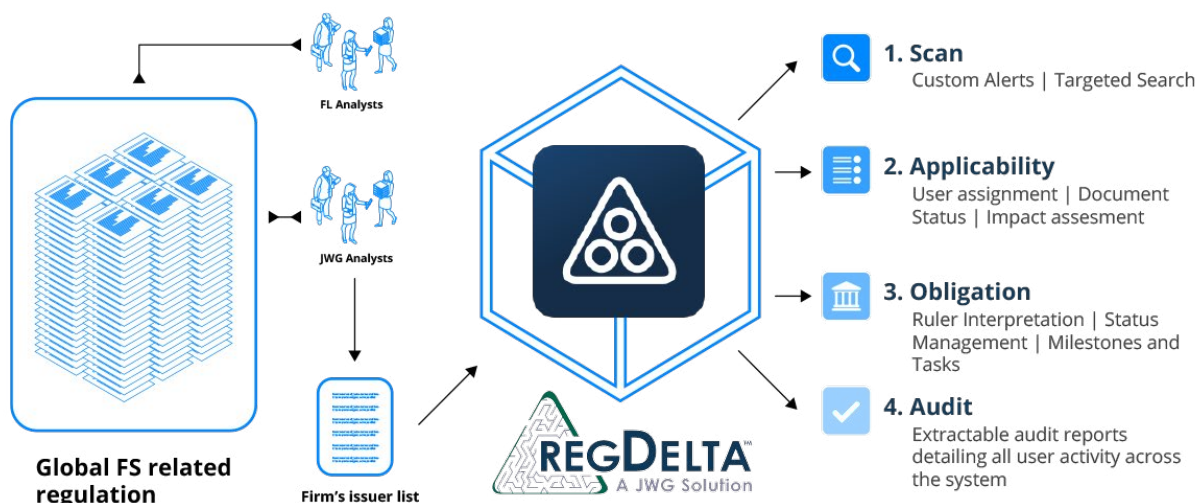 FL Analysts
JWG Analysts
Global FS related
regulation
Firm's issuer list
REGDELTA™
A JWG Solution
1. Scan
Custom Alerts | Targeted Search
2. Applicability
User assignment | Document
Status | Impact assesment
3. Obligation
Ruler Interpretation | Status
Management | Milestones and
Tasks
4. Audit
Extractable audit reports
detailing all user activity across
the system